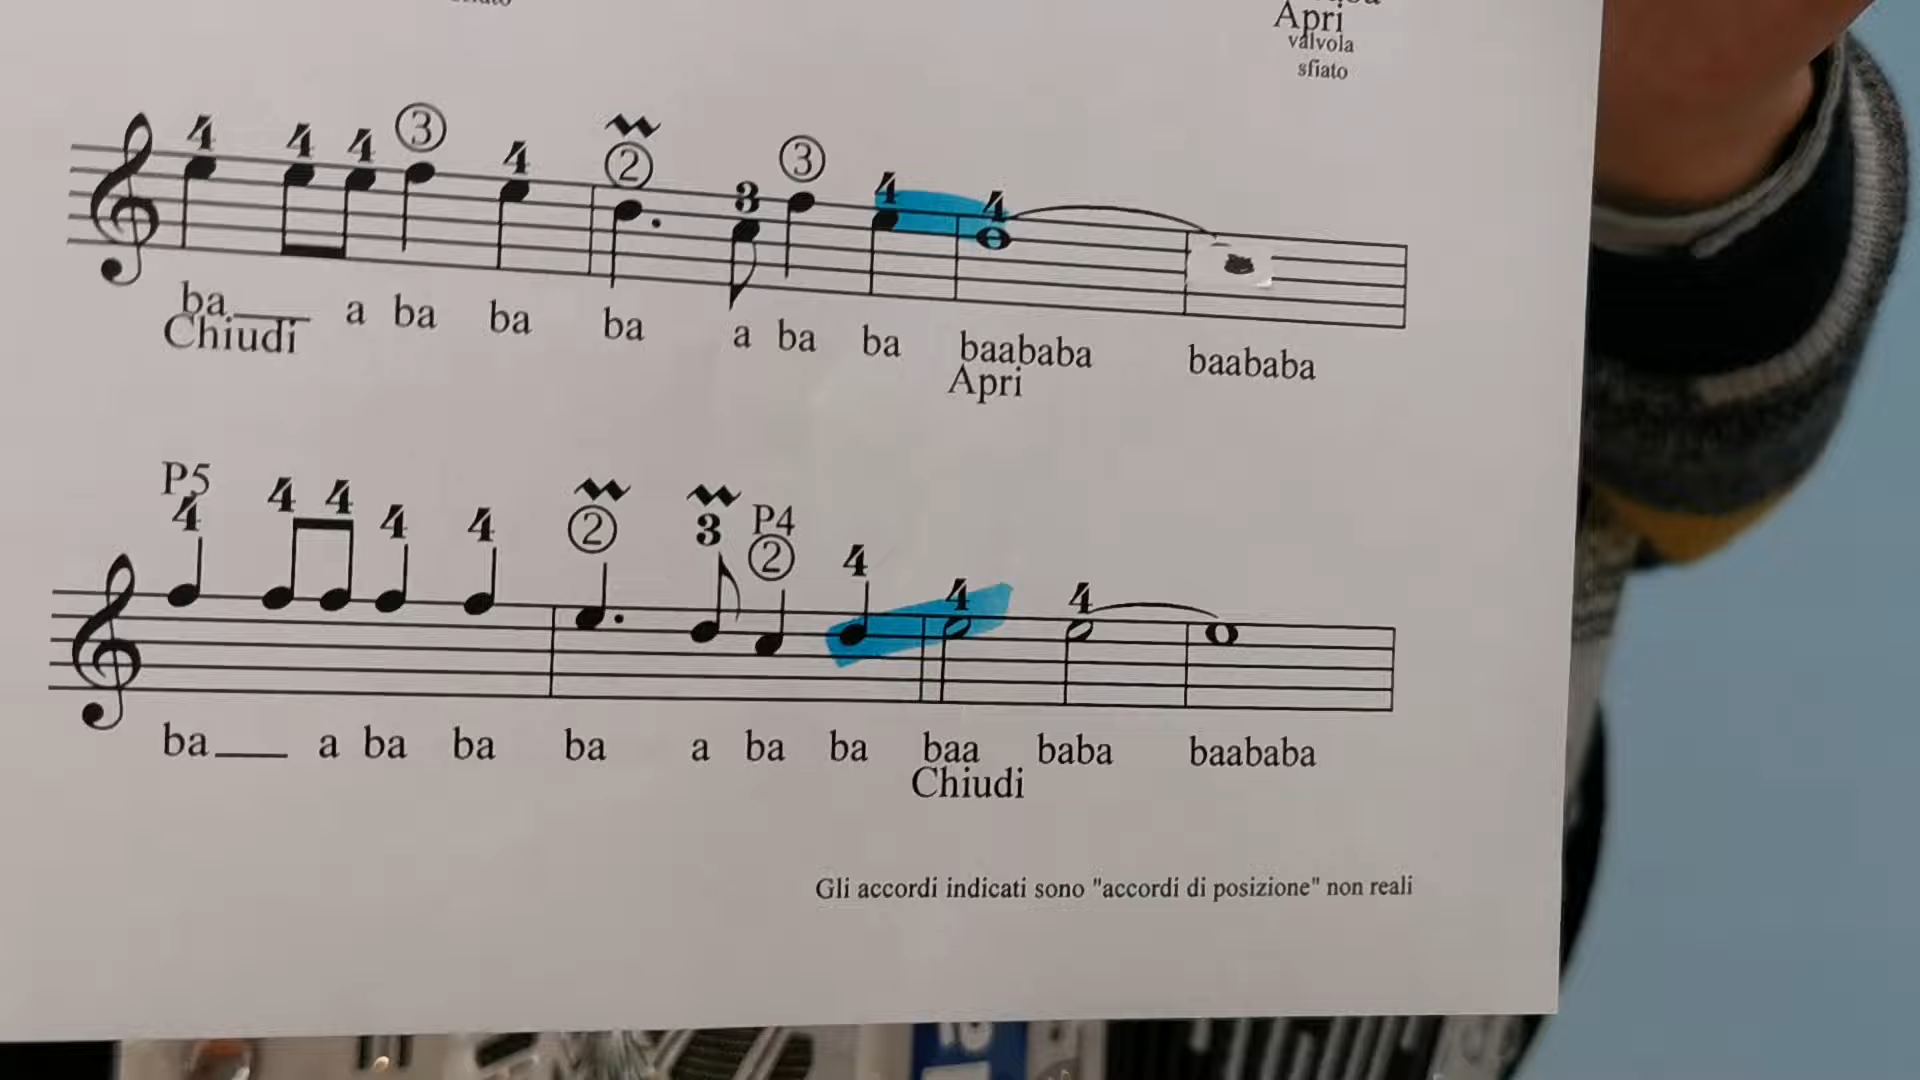 Apri
valvola
sfiato
4 4 4 3 4 2 3 3 4 4
ba___ a ba ba ba a ba ba baababa baababa
Chiudi Apri
P5 P4
4 4 4 4 4 2 3 2 4 4 4
ba___ a ba ba ba a ba ba baa baba baababa
Chiudi
Gli accordi indicati sono "accordi di posizione" non reali